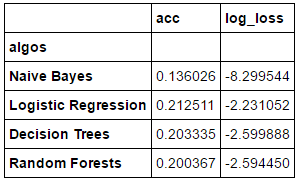 acc log_loss
algos
Naive Bayes 0.136026 -8.299544
Logistic Regression 0.212511 -2.231052
Decision Trees 0.203335 -2.599888
Random Forests 0.200367 -2.594450